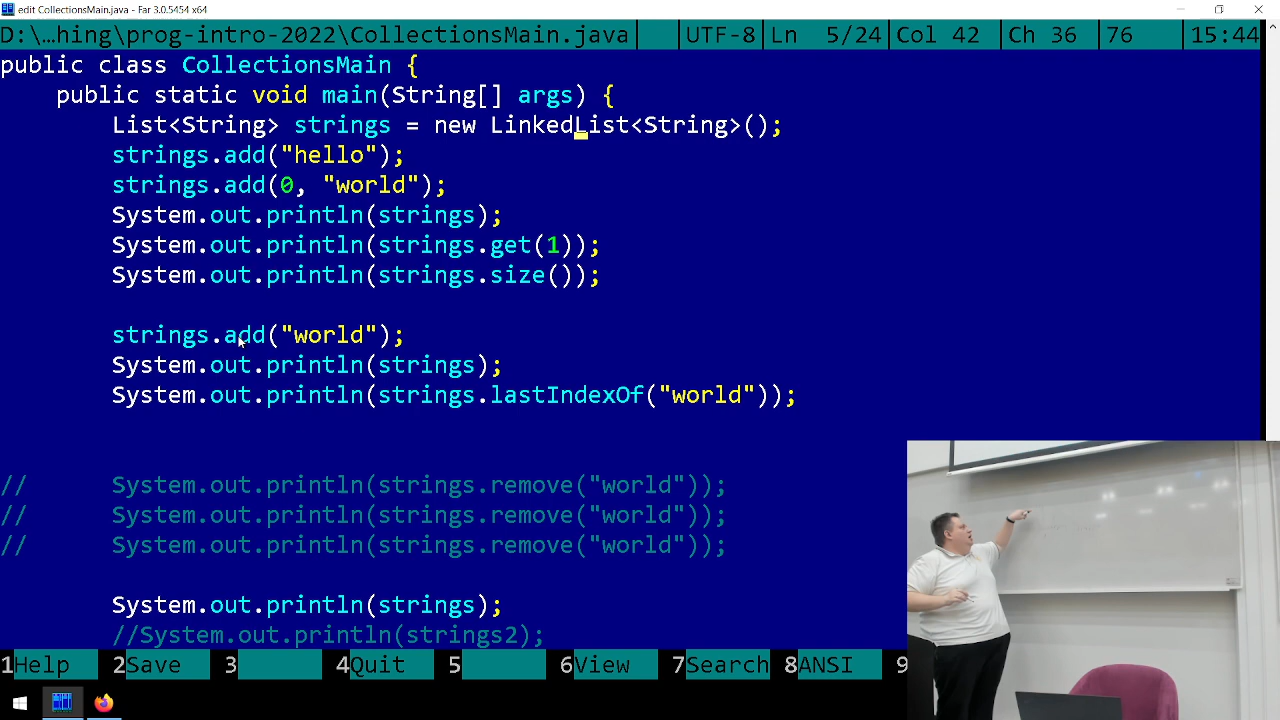 edit CollectionsMain.java - Far 3.0.5454 x64
D:\…hing\prog-intro-2022\CollectionsMain.java UTF-8 Ln 5/24 Col 42 Ch 36 76 15:44
public class CollectionsMain {
    public static void main(String[] args) {
        List<String> strings = new LinkedList<String>();
        strings.add("hello");
        strings.add(0, "world");
        System.out.println(strings);
        System.out.println(strings.get(1));
        System.out.println(strings.size());
        strings.add("world");
        System.out.println(strings);
        System.out.println(strings.lastIndexOf("world"));
//      System.out.println(strings.remove("world"));
//      System.out.println(strings.remove("world"));
//      System.out.println(strings.remove("world"));
        System.out.println(strings);
        //System.out.println(strings2);
1Help 2Save 3 4Quit 5 6View 7Search 8ANSI 9